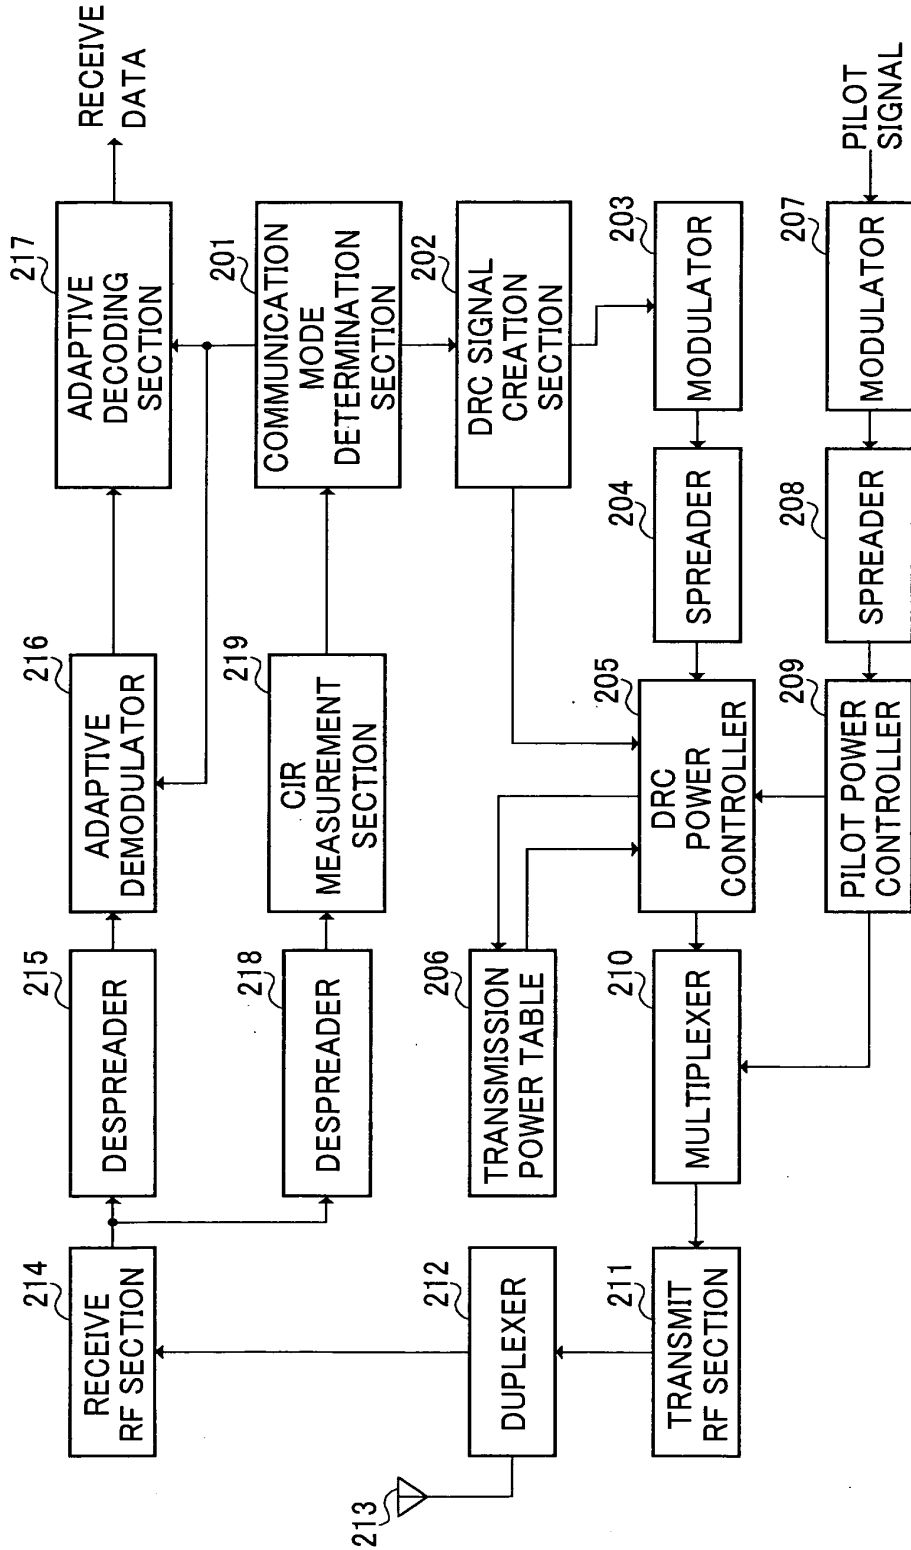 213
214
RECEIVE
RF SECTION
215
DESPREADER
216
ADAPTIVE
DEMODULATOR
217
ADAPTIVE
DECODING
SECTION
RECEIVE
DATA
218
DESPREADER
219
CIR
MEASUREMENT
SECTION
201
COMMUNICATION
MODE
DETERMINATION
SECTION
212
DUPLEXER
206
TRANSMISSION
POWER TABLE
202
DRC SIGNAL
CREATION
SECTION
211
TRANSMIT
RF SECTION
210
MULTIPLEXER
205
DRC
POWER
CONTROLLER
204
SPREADER
203
MODULATOR
209
PILOT POWER
CONTROLLER
208
SPREADER
207
MODULATOR
PILOT
SIGNAL